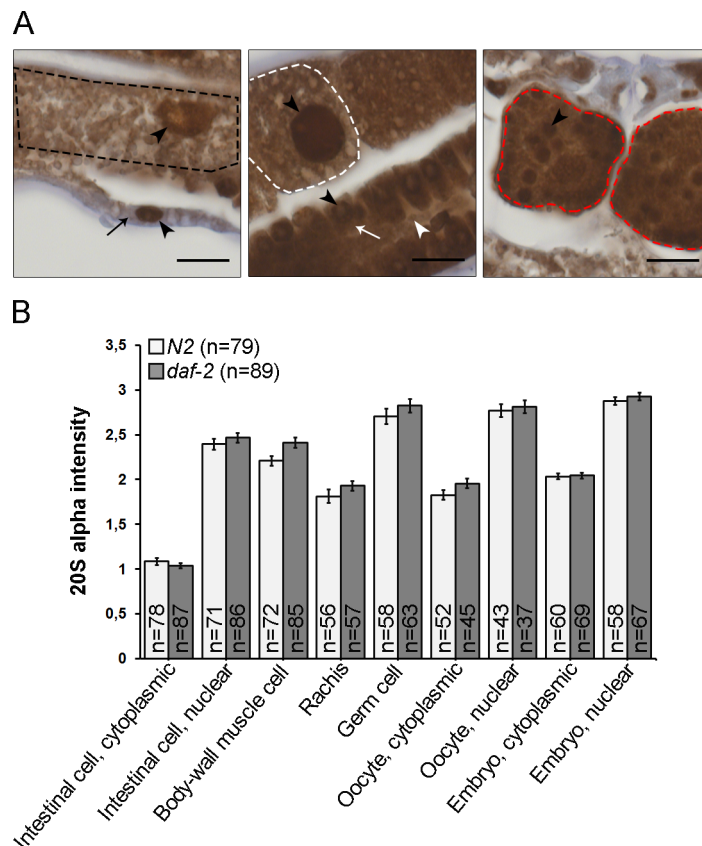 A
B
3,5
3
2,5
2
1,5
1
0,5
0
20S alpha intensity
N2 (n=79)
daf-2 (n=89)
n=78
n=87
n=71
n=86
n=72
n=85
n=56
n=57
n=58
n=63
n=52
n=45
n=43
n=37
n=60
n=69
n=58
n=67
Intestinal cell, cytoplasmic
Intestinal cell, nuclear
Body-wall muscle cell
Rachis
Germ cell
Oocyte, cytoplasmic
Oocyte, nuclear
Embryo, cytoplasmic
Embryo, nuclear